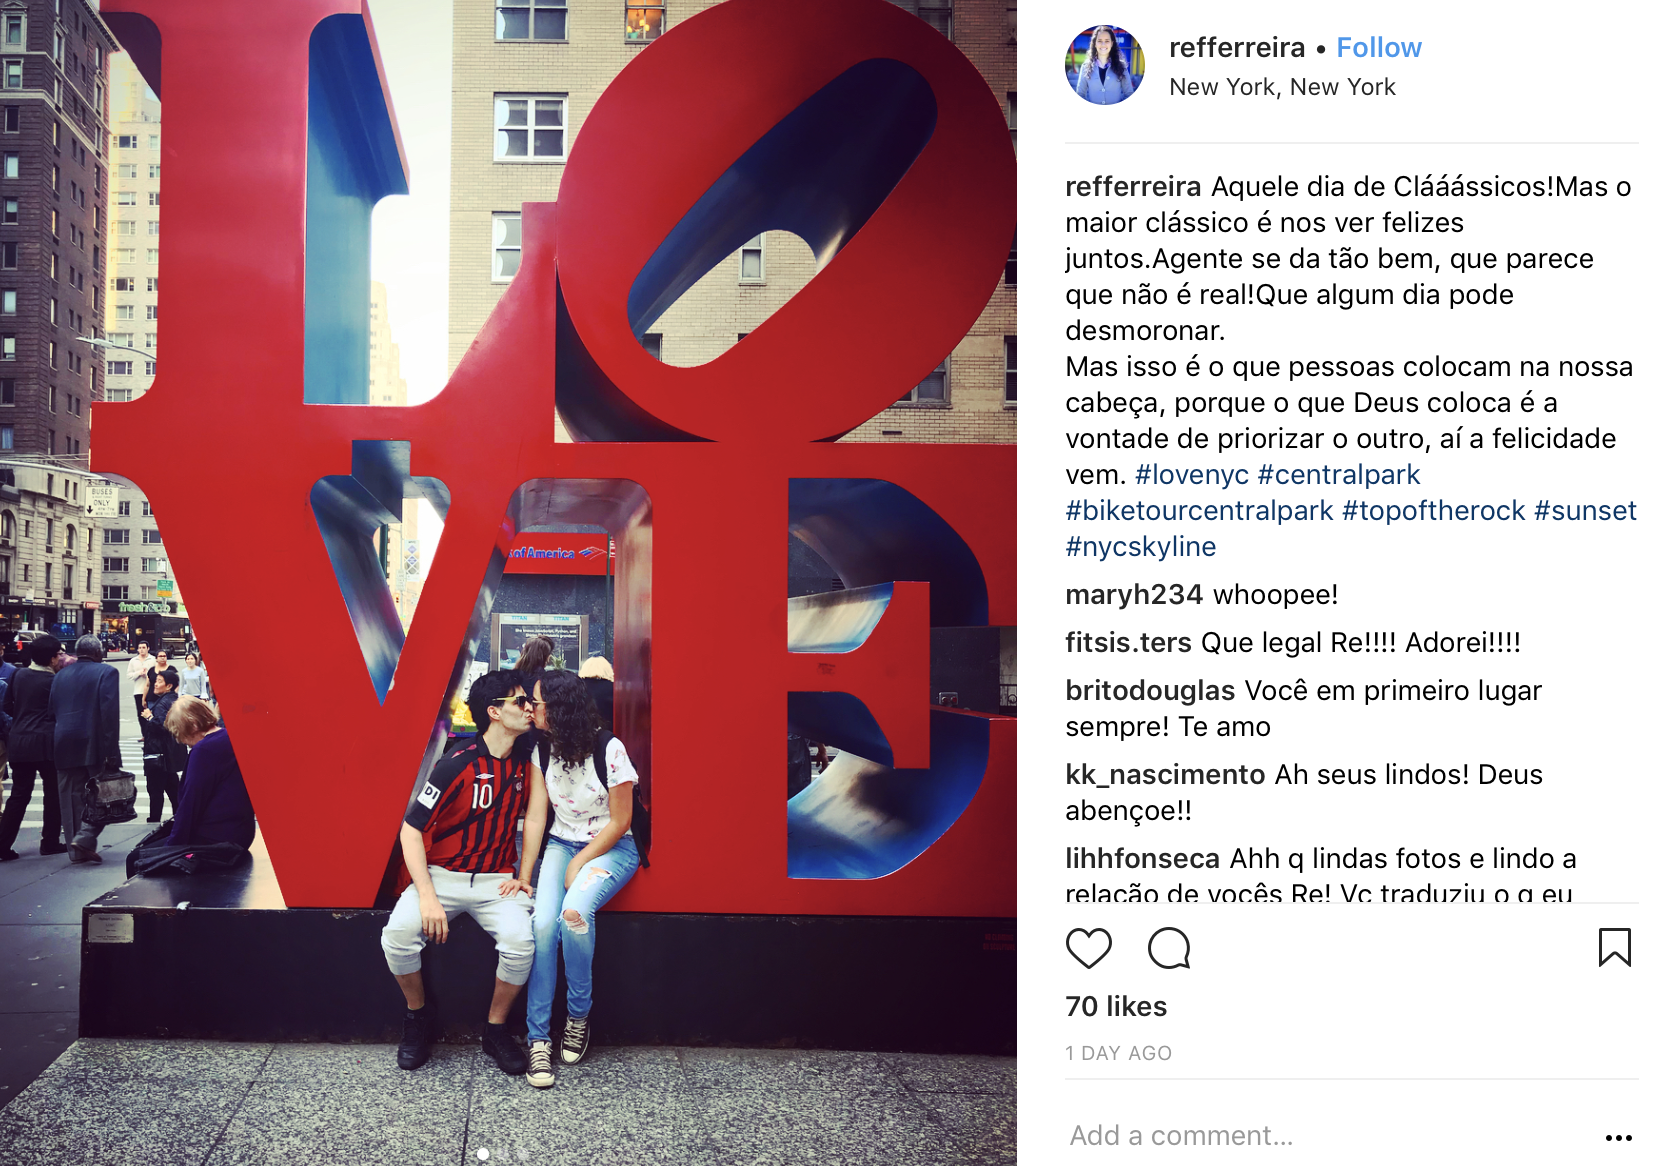 LOVE
BUSES
ONLY
of America
fresh&co
TITAN
TITAN
10
refferreira • Follow
New York, New York
refferreira Aquele dia de Clááássicos!Mas o
maior clássico é nos ver felizes
juntos.Agente se da tão bem, que parece
que não é real!Que algum dia pode
desmoronar.
Mas isso é o que pessoas colocam na nossa
cabeça, porque o que Deus coloca é a
vontade de priorizar o outro, aí a felicidade
vem. #lovenyc #centralpark
#biketourcentralpark #topoftherock #sunset
#nycskyline
maryh234 whoopee!
fitsis.ters Que legal Re!!!! Adorei!!!!
britodouglas Você em primeiro lugar
sempre! Te amo
kk_nascimento Ah seus lindos! Deus
abençoe!!
lihhfonseca Ahh q lindas fotos e lindo a
relação de vocês Re! Vc traduziu o q eu
70 likes
1 DAY AGO
Add a comment...